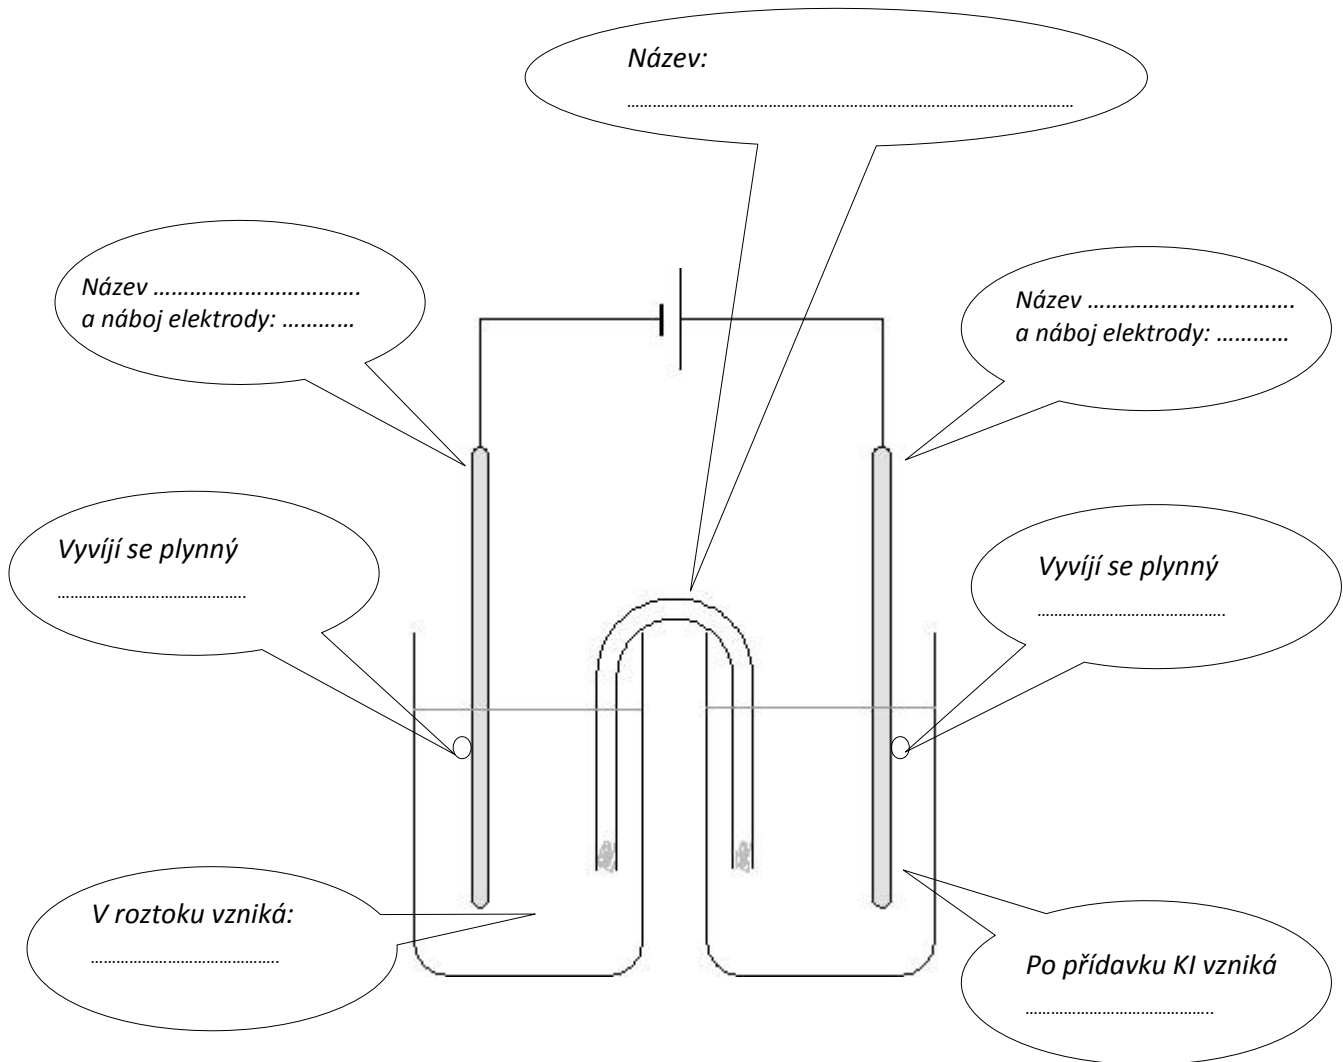 Název:
................................................................................
Název ..................................
a náboj elektrody: ............
Název ..................................
a náboj elektrody: ............
Vyvíjí se plynný
..........................................
Vyvíjí se plynný
..........................................
V roztoku vzniká:
..........................................
Po přídavku KI vzniká
..........................................